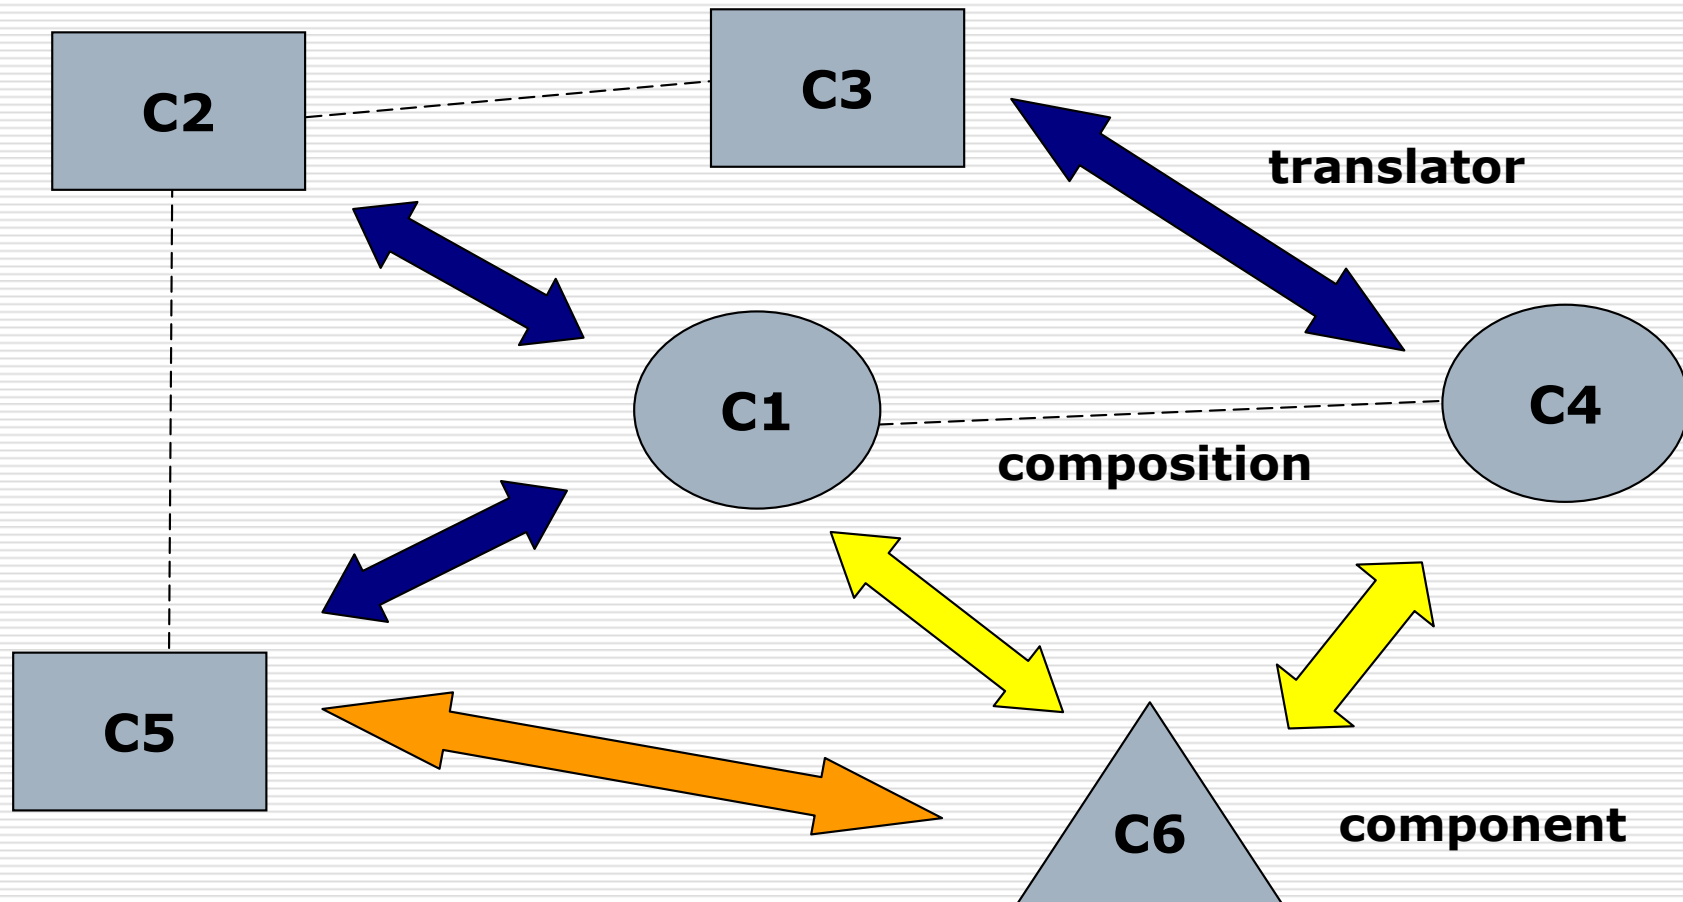 C2
C3
translator
C1
C4
composition
C5
C6
component